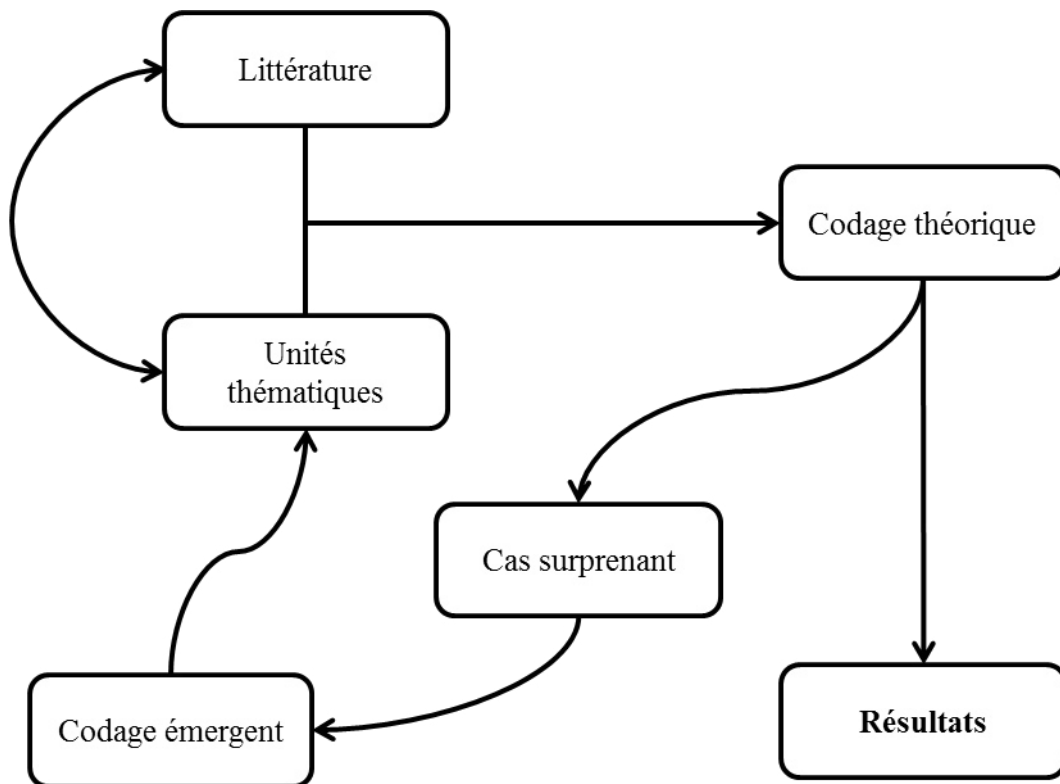 Littérature
Codage théorique
Unités
thématiques
Cas surprenant
Codage émergent
Résultats